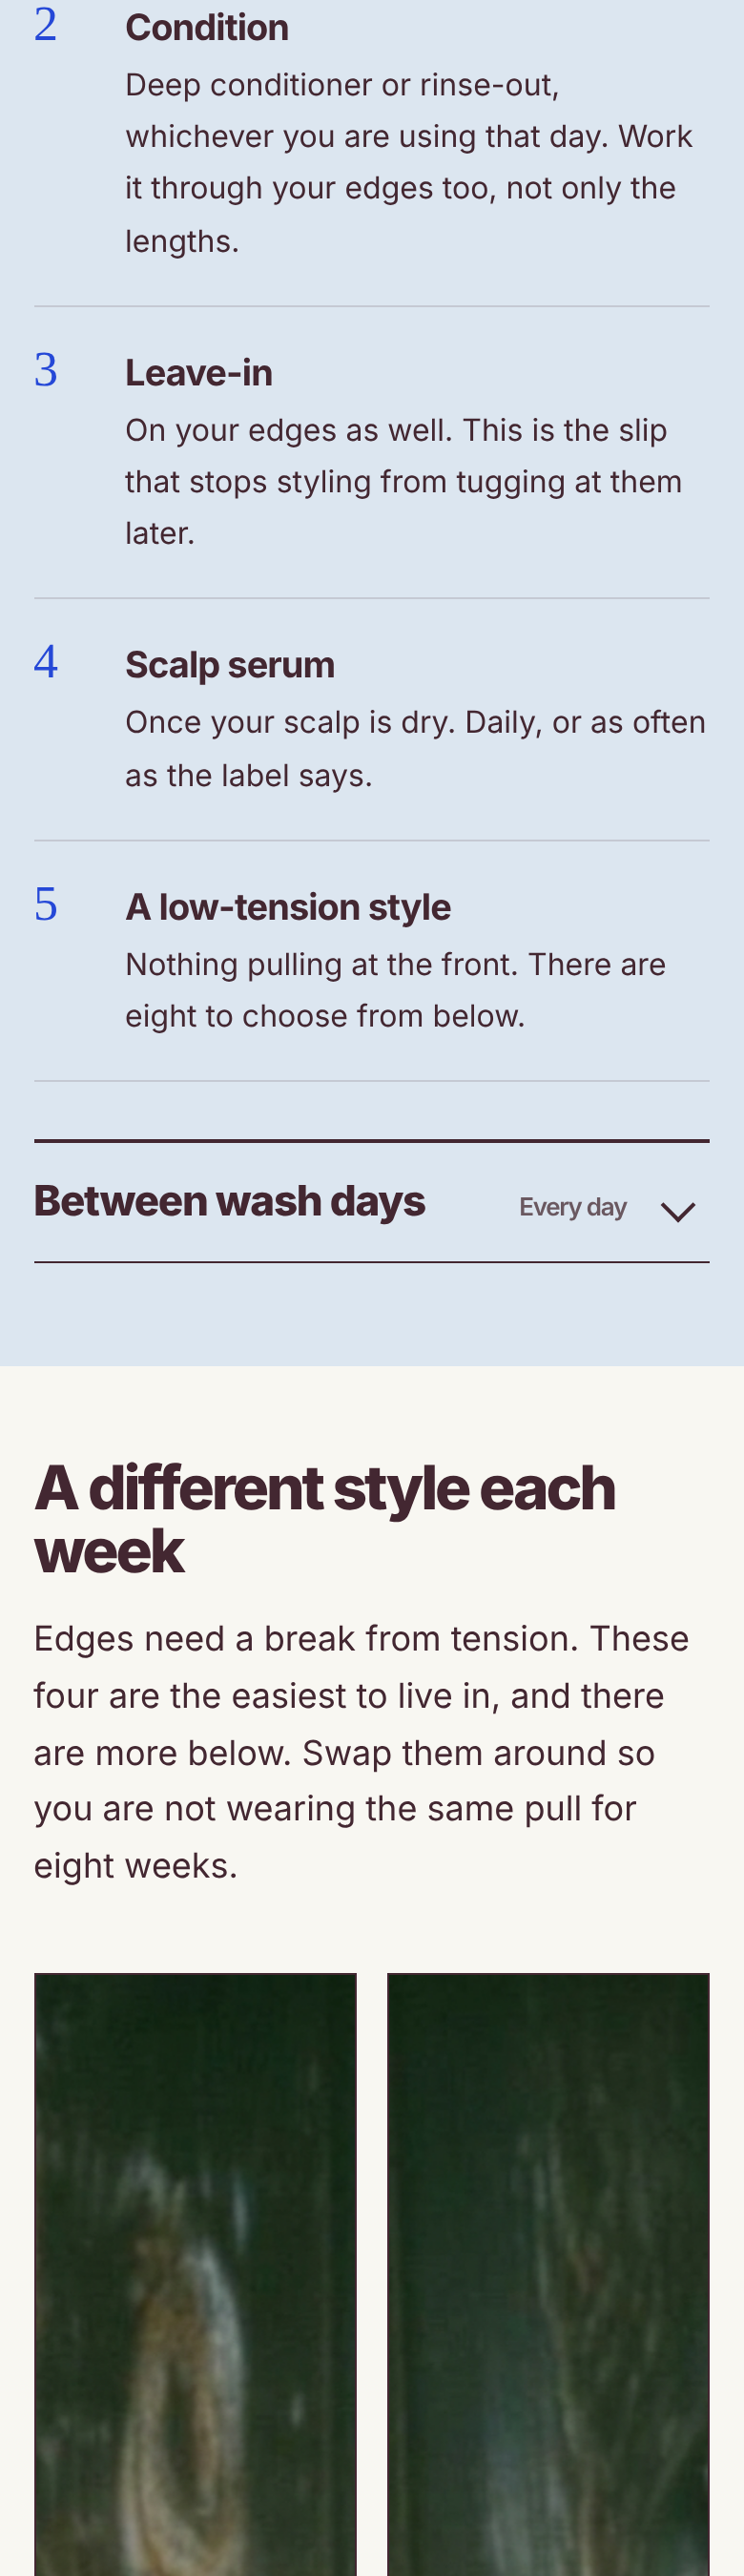 2
Condition
Deep conditioner or rinse-out,
whichever you are using that day. Work
it through your edges too, not only the
lengths.
3
Leave-in
On your edges as well. This is the slip
that stops styling from tugging at them
later.
4
Scalp serum
Once your scalp is dry. Daily, or as often
as the label says.
5
A low-tension style
Nothing pulling at the front. There are
eight to choose from below.
Between wash days
Every day
A different style each
week
Edges need a break from tension. These
four are the easiest to live in, and there
are more below. Swap them around so
you are not wearing the same pull for
eight weeks.